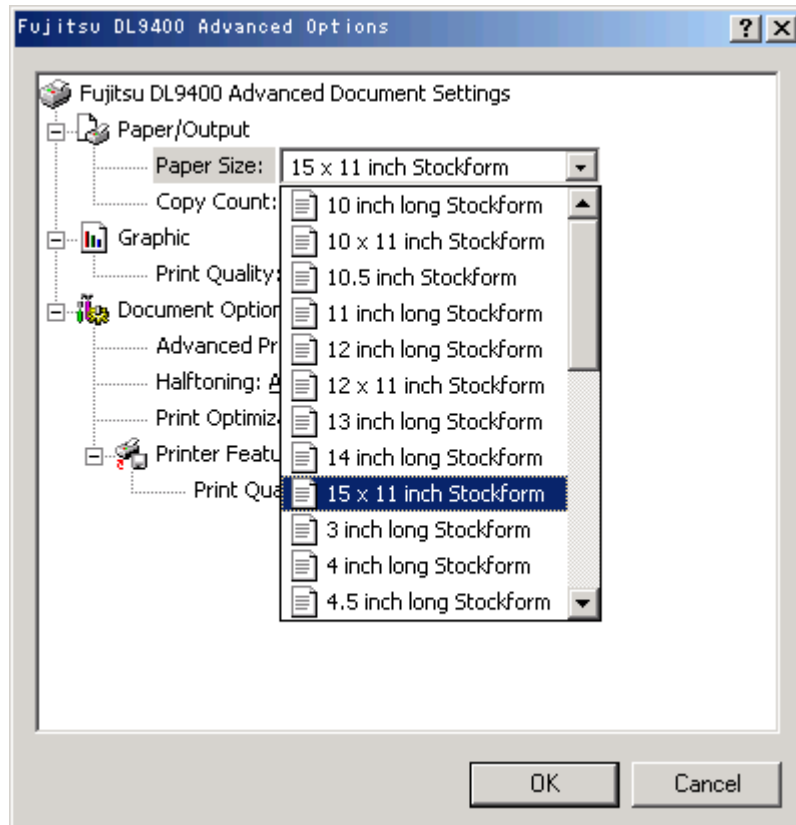 Fujitsu DL9400 Advanced Options
Fujitsu DL9400 Advanced Document Settings
Paper/Output
Paper Size: 15 x 11 inch Stockform
Copy Count:
10 inch long Stockform
10 x 11 inch Stockform
10.5 inch Stockform
11 inch long Stockform
12 inch long Stockform
12 x 11 inch Stockform
13 inch long Stockform
14 inch long Stockform
15 x 11 inch Stockform
3 inch long Stockform
4 inch long Stockform
4.5 inch long Stockform
Graphic
Print Quality:
Document Option
Advanced Pr
Halftoning: A
Print Optimiz
Printer Featu
Print Qua
OK
Cancel